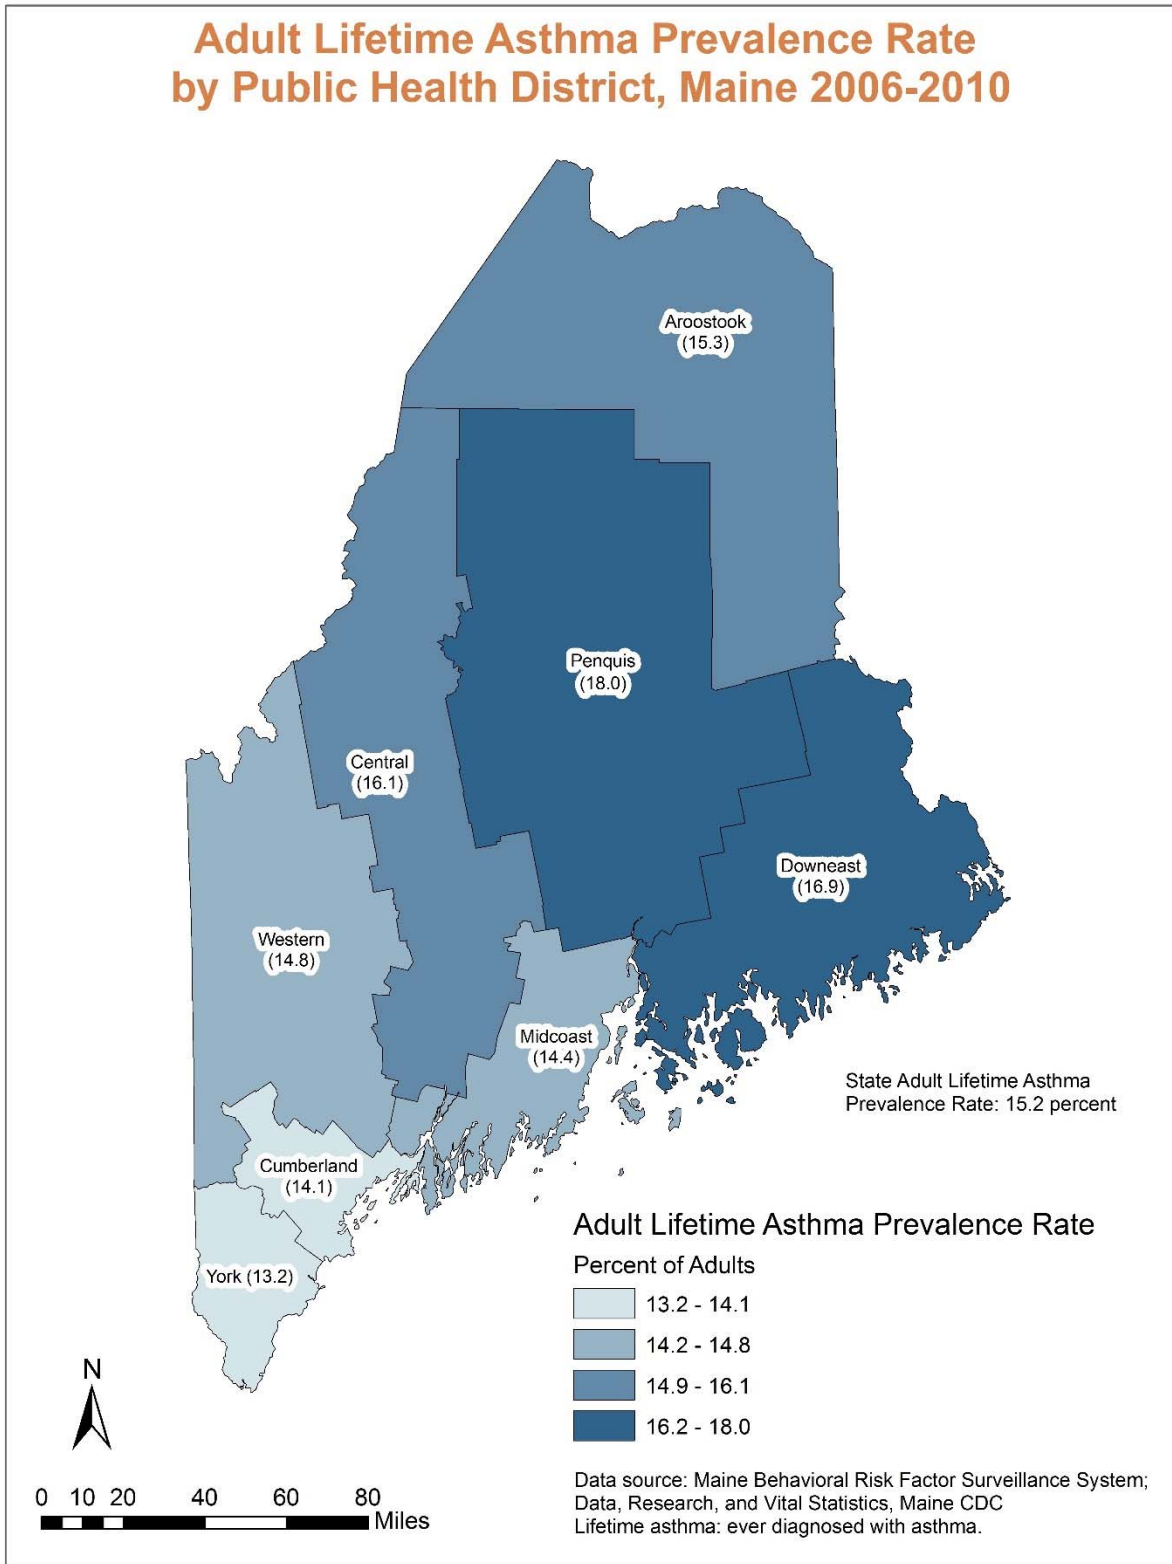 Adult Lifetime Asthma Prevalence Rate
by Public Health District, Maine 2006-2010
Aroostook
(15.3)
Penquis
(18.0)
Central
(16.1)
Downeast
(16.9)
Western
(14.8)
Midcoast
(14.4)
State Adult Lifetime Asthma
Prevalence Rate: 15.2 percent
Cumberland
(14.1)
York (13.2)
Adult Lifetime Asthma Prevalence Rate
Percent of Adults
13.2 - 14.1
14.2 - 14.8
14.9 - 16.1
16.2 - 18.0
N
0 10 20 40 60 80
Miles
Data source: Maine Behavioral Risk Factor Surveillance System;
Data, Research, and Vital Statistics, Maine CDC
Lifetime asthma: ever diagnosed with asthma.